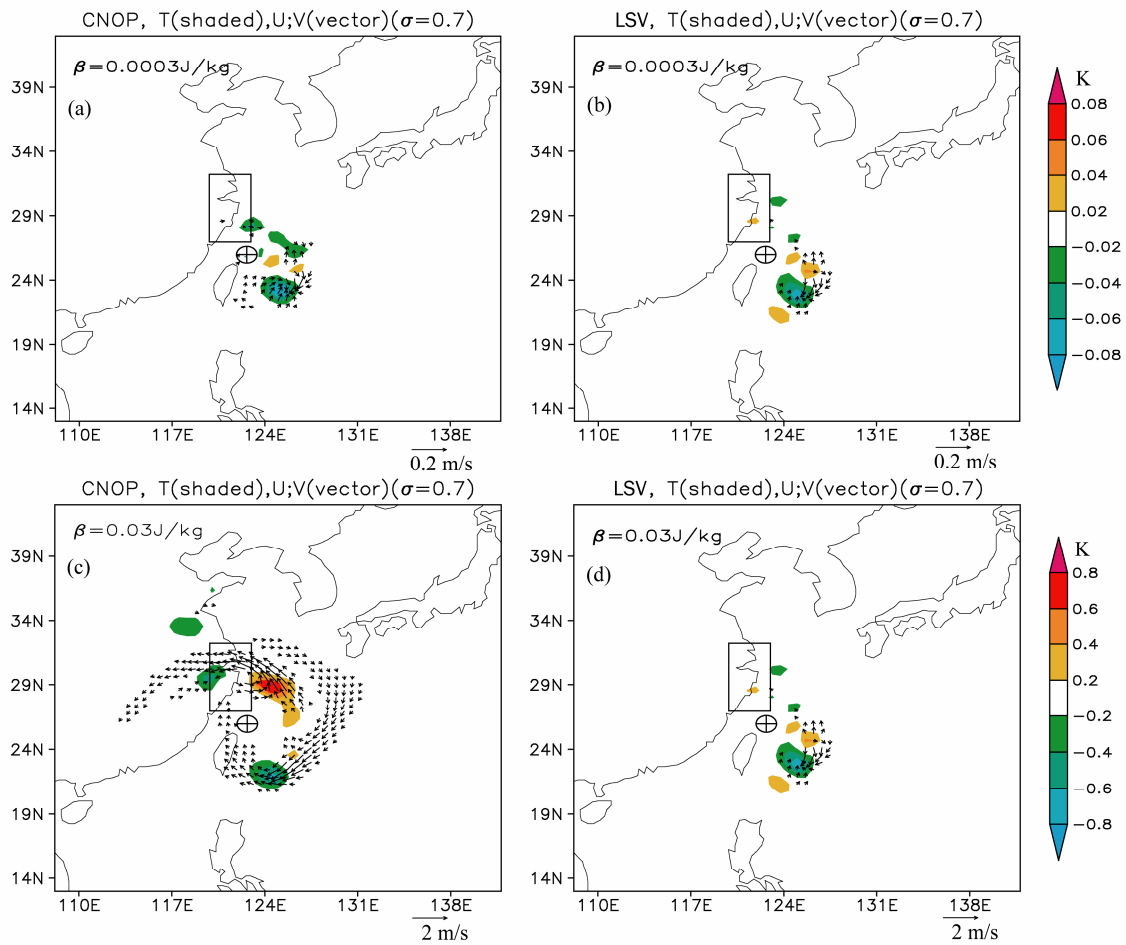 CNOP, T(shaded),U;V(vector)(σ=0.7)
β=0.0003J/kg
(a)
39N
34N
29N
24N
19N
14N
110E 117E 124E 131E 138E
0.2 m/s
LSV, T(shaded),U;V(vector)(σ=0.7)
β=0.0003J/kg
(b)
39N
34N
29N
24N
19N
14N
110E 117E 124E 131E 138E
0.2 m/s
K
0.08
0.06
0.04
0.02
−0.02
−0.04
−0.06
−0.08
CNOP, T(shaded),U;V(vector)(σ=0.7)
β=0.03J/kg
(c)
39N
34N
29N
24N
19N
14N
110E 117E 124E 131E 138E
2 m/s
LSV, T(shaded),U;V(vector)(σ=0.7)
β=0.03J/kg
(d)
39N
34N
29N
24N
19N
14N
110E 117E 124E 131E 138E
2 m/s
K
0.8
0.6
0.4
0.2
−0.2
−0.4
−0.6
−0.8